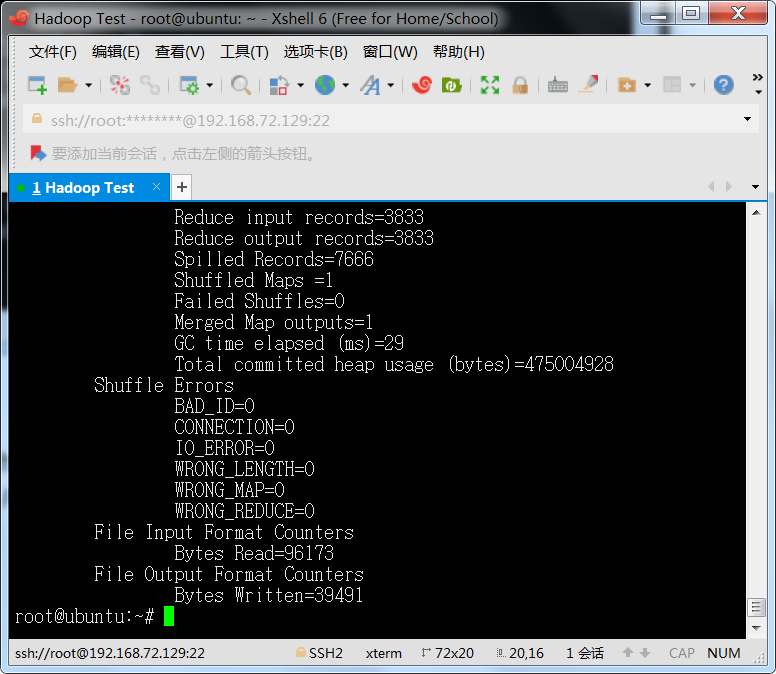 Hadoop Test - root@ubuntu: ~ - Xshell 6 (Free for Home/School)
文件(F) 编辑(E) 查看(V) 工具(T) 选项卡(B) 窗口(W) 帮助(H)
ssh://root:********@192.168.72.129:22
要添加当前会话，点击左侧的箭头按钮。
1 Hadoop Test × +
Reduce input records=3833
Reduce output records=3833
Spilled Records=7666
Shuffled Maps =1
Failed Shuffles=0
Merged Map outputs=1
GC time elapsed (ms)=29
Total committed heap usage (bytes)=475004928
Shuffle Errors
BAD_ID=0
CONNECTION=0
IO_ERROR=0
WRONG_LENGTH=0
WRONG_MAP=0
WRONG_REDUCE=0
File Input Format Counters
Bytes Read=96173
File Output Format Counters
Bytes Written=39491
root@ubuntu:~#
ssh://root@192.168.72.129:22 SSH2 xterm 72x20 20,16 1 会话 CAP NUM